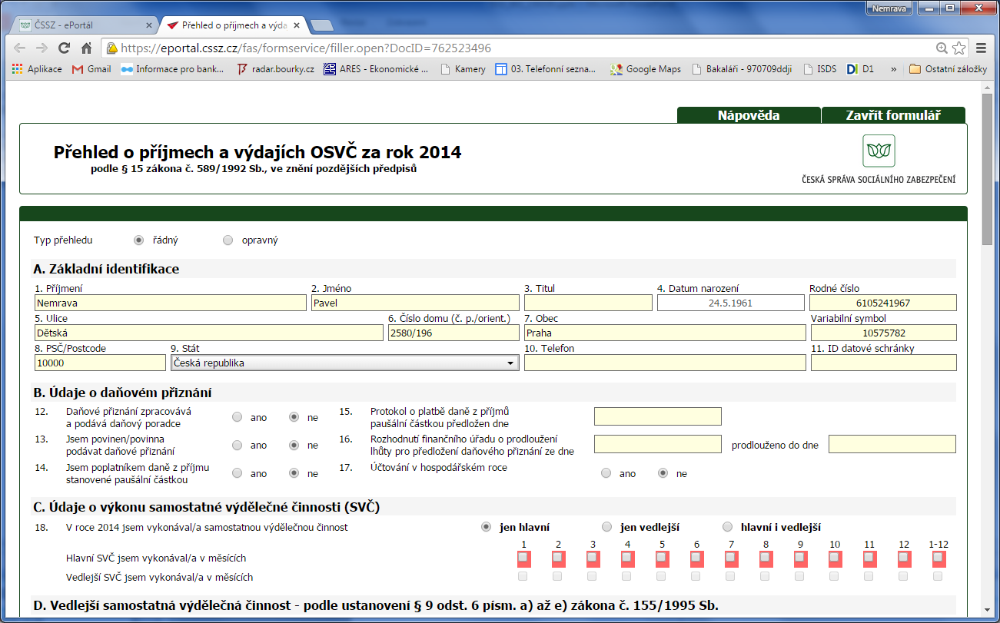 Nemrava
ČSSZ - ePortál
Přehled o příjmech a výda
https://eportal.cssz.cz/fas/formservice/filler.open?DocID=762523496
Aplikace
Gmail
Informace pro bank...
radar.bourky.cz
ARES - Ekonomické ...
Kamery
03. Telefonní sezna...
Google Maps
Bakaláři - 970709ddji
ISDS
D1
»
Ostatní záložky
Nápověda
Zavřít formulář
Přehled o příjmech a výdajích OSVČ za rok 2014
podle § 15 zákona č. 589/1992 Sb., ve znění pozdějších předpisů
ČESKÁ SPRÁVA SOCIÁLNÍHO ZABEZPEČENÍ
Typ přehledu řádný opravný
A. Základní identifikace
1. Příjmení 2. Jméno 3. Titul 4. Datum narození Rodné číslo
Nemrava Pavel 24.5.1961 6105241967
5. Ulice 6. Číslo domu (č. p./orient.) 7. Obec Variabilní symbol
Dětská 2580/196 Praha 10575782
8. PSČ/Postcode 9. Stát 10. Telefon 11. ID datové schránky
10000 Česká republika
B. Údaje o daňovém přiznání
12. Daňové přiznání zpracovává
a podává daňový poradce
ano ne
15. Protokol o platbě daně z příjmů
paušální částkou předložen dne
13. Jsem povinen/povinna
podávat daňové přiznání
ano ne
16. Rozhodnutí finančního úřadu o prodloužení
lhůty pro předložení daňového přiznání ze dne
prodlouženo do dne
14. Jsem poplatníkem daně z příjmu
stanovené paušální částkou
ano ne
17. Účtování v hospodářském roce
ano ne
C. Údaje o výkonu samostatné výdělečné činnosti (SVČ)
18. V roce 2014 jsem vykonával/a samostatnou výdělečnou činnost jen hlavní jen vedlejší hlavní i vedlejší
1 2 3 4 5 6 7 8 9 10 11 12 1-12
Hlavní SVČ jsem vykonával/a v měsících
Vedlejší SVČ jsem vykonával/a v měsících
D. Vedlejší samostatná výdělečná činnost - podle ustanovení § 9 odst. 6 písm. a) až e) zákona č. 155/1995 Sb.